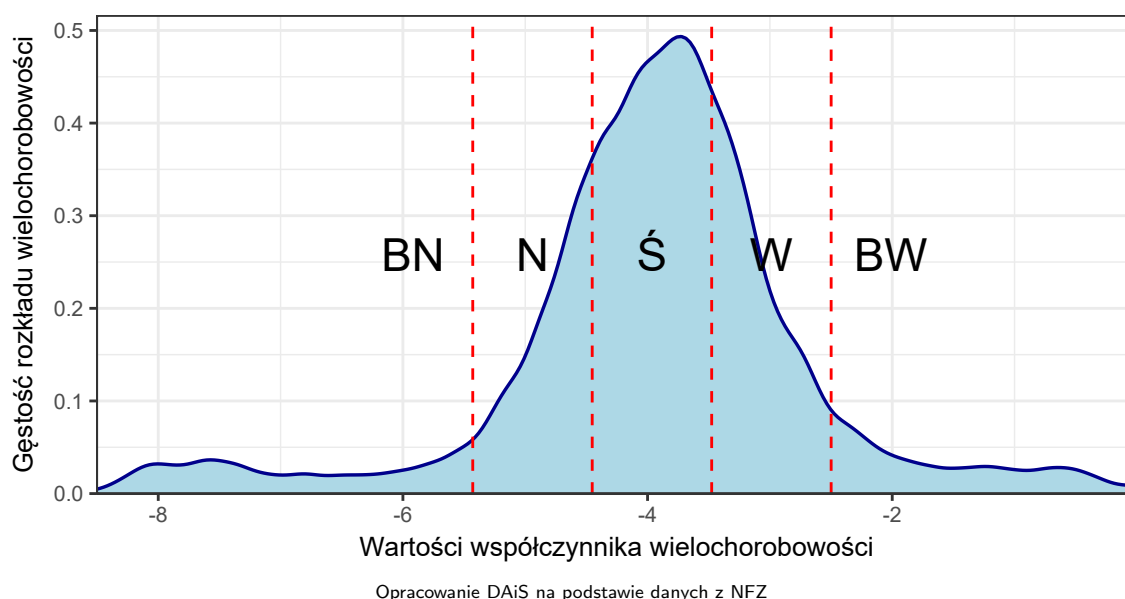 Gęstość rozkładu wielochorobowości
0.5
0.4
0.3
0.2
0.1
0.0
BN N Ś W BW
-8 -6 -4 -2
Wartości współczynnika wielochorobowości
Opracowanie DAiS na podstawie danych z NFZ